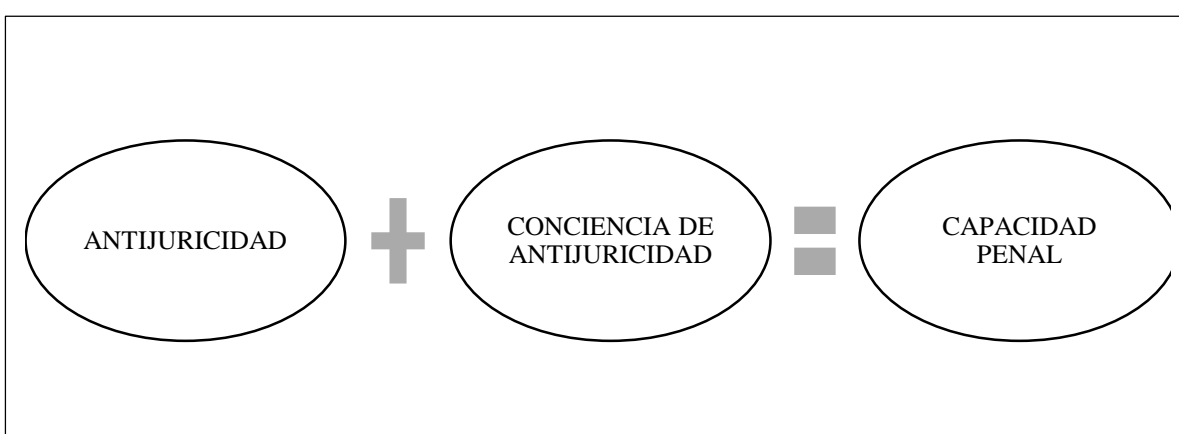 ANTIJURICIDAD
CONCIENCIA DE
ANTIJURICIDAD
CAPACIDAD
PENAL